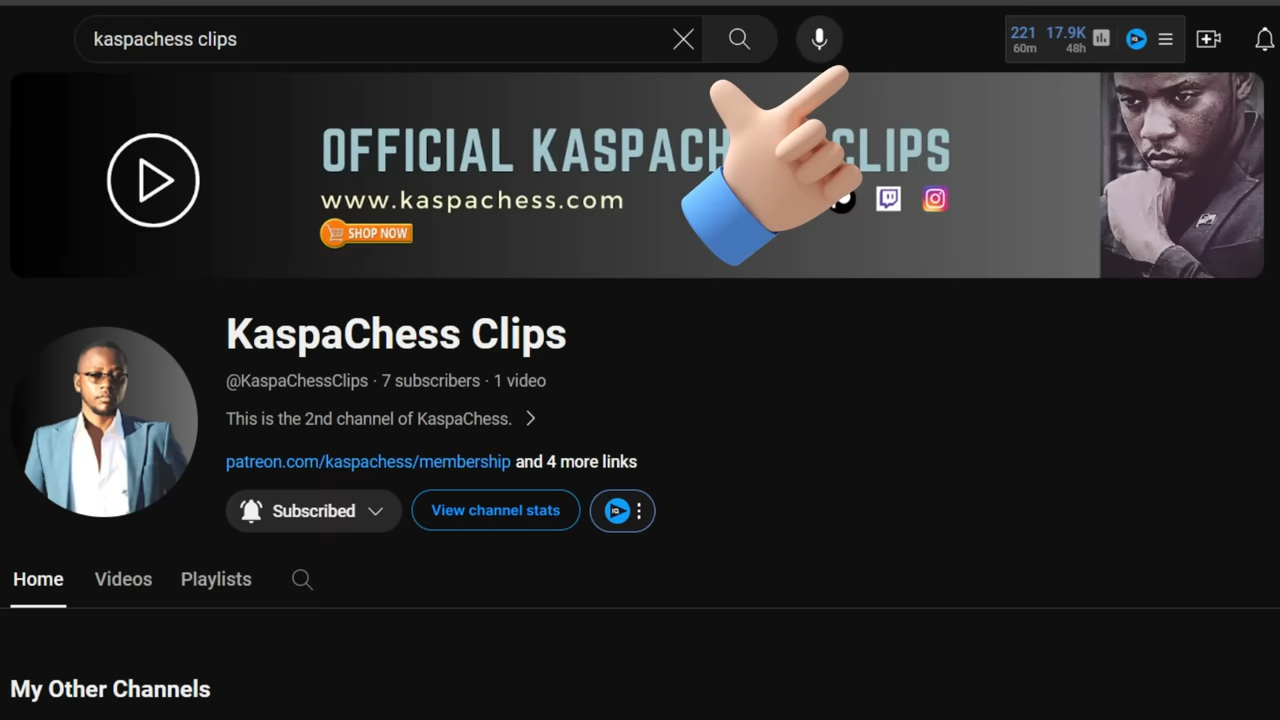 kaspachess clips
221 17.9K
60m 48h
OFFICIAL KASPACH CLIPS
www.kaspachess.com
SHOP NOW
KaspaChess Clips
@KaspaChessClips · 7 subscribers · 1 video
This is the 2nd channel of KaspaChess.
patreon.com/kaspachess/membership and 4 more links
Subscribed
View channel stats
IQ
Home Videos Playlists
My Other Channels